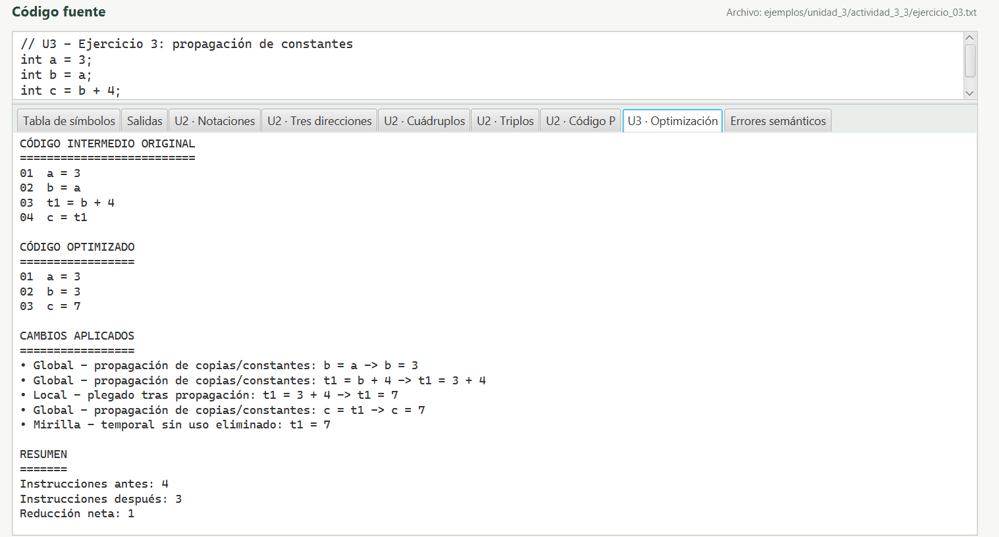 Código fuente
Archivo: ejemplos/unidad_3/actividad_3_3/ejercicio_03.txt
// U3 - Ejercicio 3: propagación de constantes
int a = 3;
int b = a;
int c = b + 4;
Tabla de símbolos Salidas U2 · Notaciones U2 · Tres direcciones U2 · Cuádruplos U2 · Triplos U2 · Código P U3 · Optimización Errores semánticos
CÓDIGO INTERMEDIO ORIGINAL
==========================
01  a = 3
02  b = a
03  t1 = b + 4
04  c = t1
CÓDIGO OPTIMIZADO
=================
01  a = 3
02  b = 3
03  c = 7
CAMBIOS APLICADOS
=================
• Global - propagación de copias/constantes: b = a -> b = 3
• Global - propagación de copias/constantes: t1 = b + 4 -> t1 = 3 + 4
• Local - plegado tras propagación: t1 = 3 + 4 -> t1 = 7
• Global - propagación de copias/constantes: c = t1 -> c = 7
• Mirilla - temporal sin uso eliminado: t1 = 7
RESUMEN
=======
Instrucciones antes: 4
Instrucciones después: 3
Reducción neta: 1